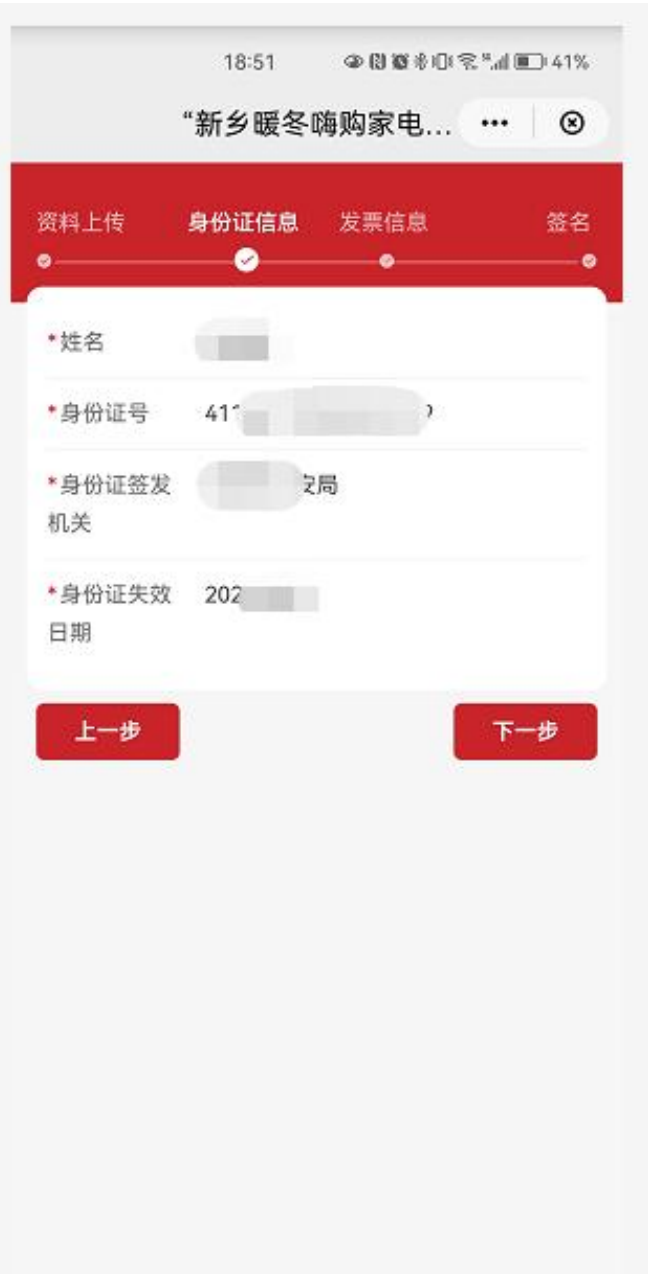 18:51 41%
“新乡暖冬嗨购家电...
资料上传 身份证信息 发票信息 签名
*姓名
*身份证号 41
*身份证签发
机关
局
*身份证失效 202
日期
上一步 下一步